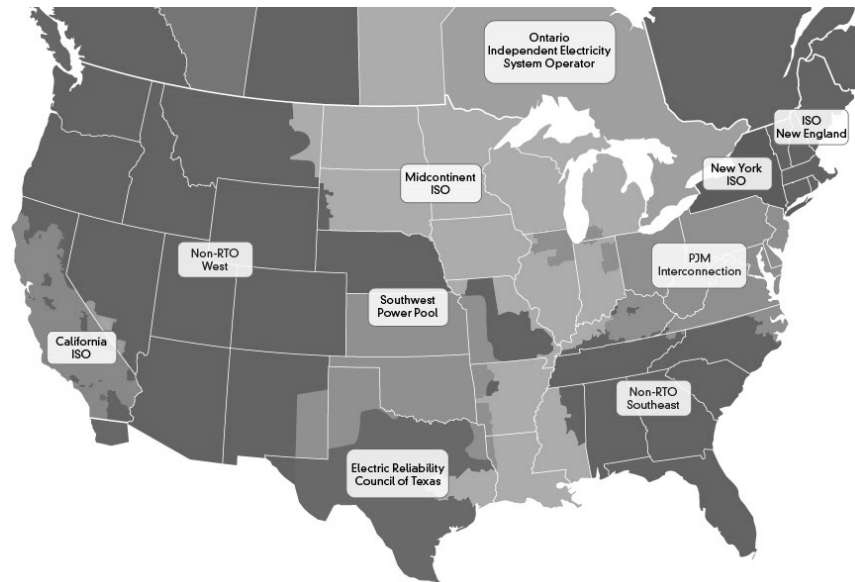 Ontario
Independent Electricity
System Operator
ISO
New England
Midcontinent
ISO
New York
ISO
Non-RTO
West
PJM
Interconnection
Southwest
Power Pool
California
ISO
Non-RTO
Southeast
Electric Reliability
Council of Texas